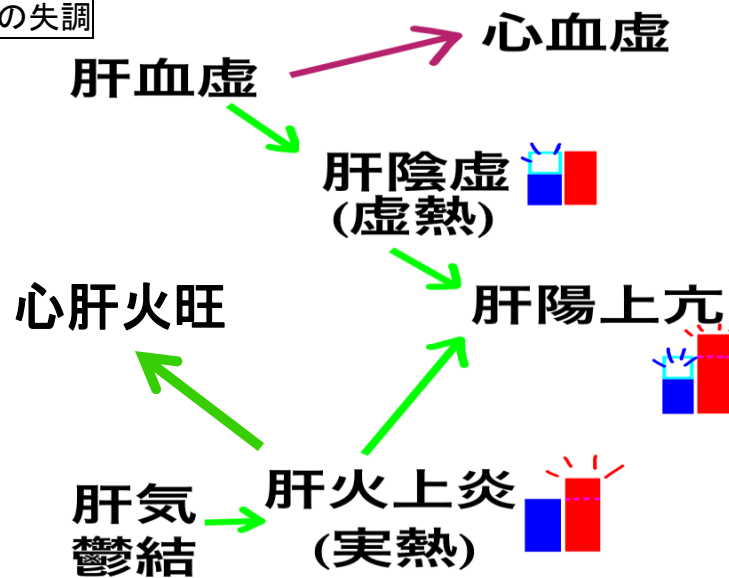 の失調
心血虚
肝血虚
肝陰虚
(虚熱)
心肝火旺
肝陽上亢
肝火上炎
(実熱)
肝気
鬱結